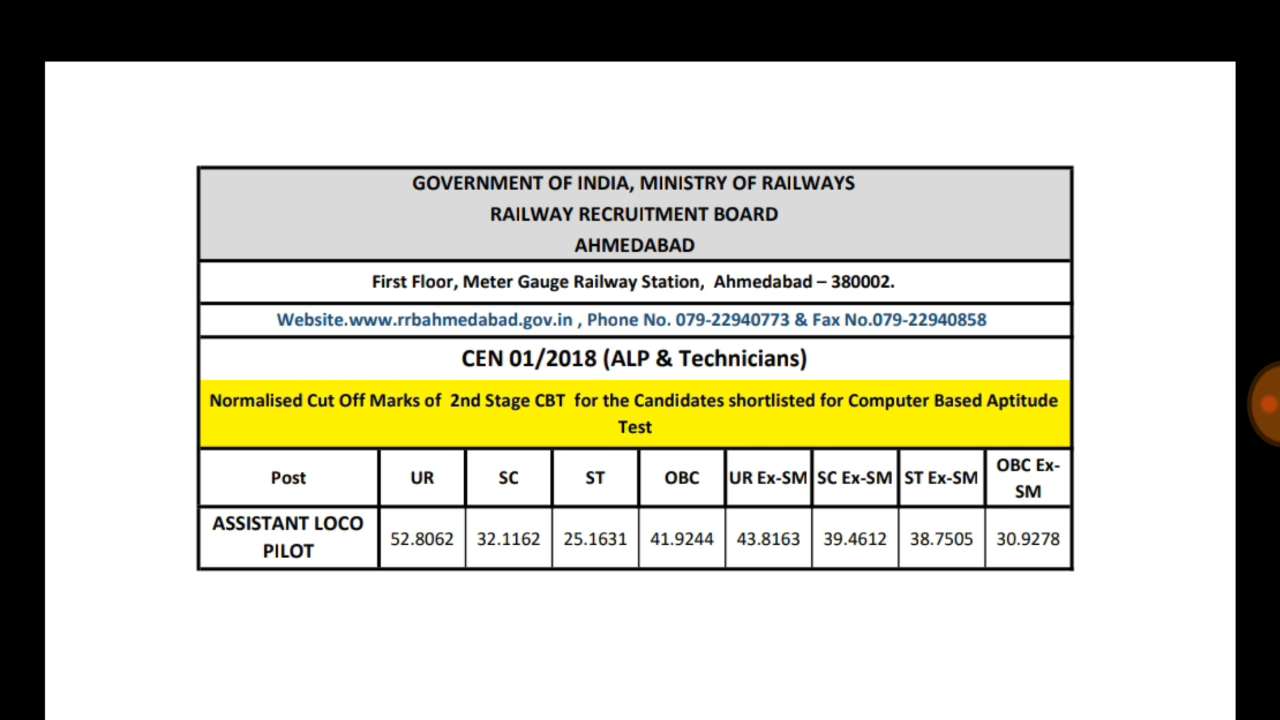 GOVERNMENT OF INDIA, MINISTRY OF RAILWAYS
RAILWAY RECRUITMENT BOARD
AHMEDABAD
First Floor, Meter Gauge Railway Station, Ahmedabad – 380002.
Website.www.rrbahmedabad.gov.in , Phone No. 079-22940773 & Fax No.079-22940858
CEN 01/2018 (ALP & Technicians)
Normalised Cut Off Marks of 2nd Stage CBT for the Candidates shortlisted for Computer Based Aptitude
Test
Post UR SC ST OBC UR Ex-SM SC Ex-SM ST Ex-SM OBC Ex-
SM
ASSISTANT LOCO
PILOT 52.8062 32.1162 25.1631 41.9244 43.8163 39.4612 38.7505 30.9278